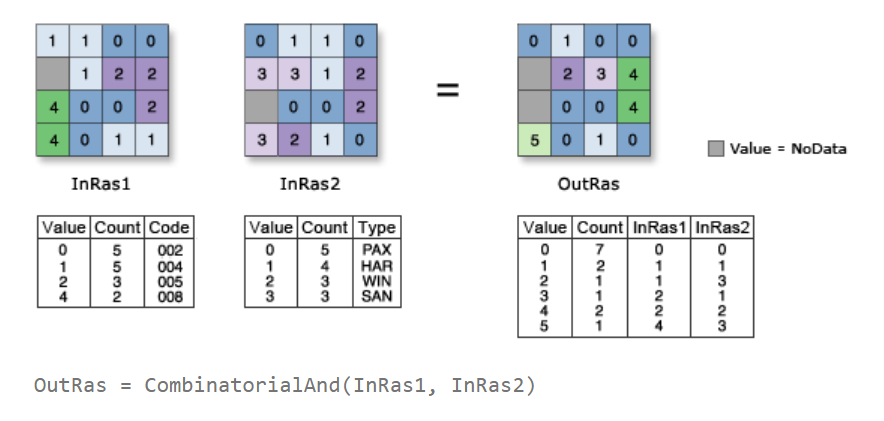 1 1 0 0
1 2 2
4 0 0 2
4 0 1 1
InRas1
0 1 1 0
3 3 1 2
0 0 2
3 2 1 0
InRas2
=
0 1 0 0
2 3 4
0 0 4
5 0 1 0
OutRas
Value = NoData
Value Count Code
0 5 002
1 5 004
2 3 005
4 2 008
Value Count Type
0 5 PAX
1 4 HAR
2 3 WIN
3 3 SAN
Value Count InRas1 InRas2
0 7 0 0
1 2 1 1
2 1 1 3
3 1 2 1
4 2 2 2
5 1 4 3
OutRas = CombinatorialAnd(InRas1, InRas2)